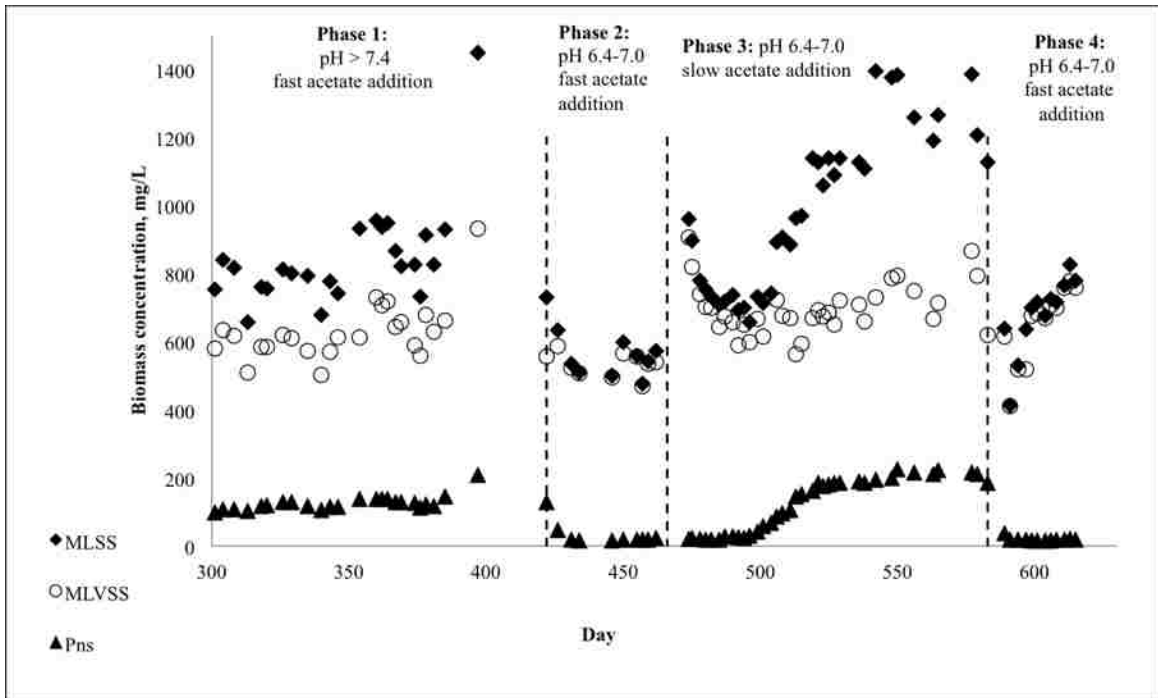 Phase 1:
pH > 7.4
fast acetate addition
Phase 2:
pH 6.4-7.0
fast acetate
addition
Phase 3: pH 6.4-7.0
slow acetate addition
Phase 4:
pH 6.4-7.0
fast acetate
addition
Biomass concentration, mg/L
1400
1200
1000
800
600
400
200
0
300
350
400
450
500
550
600
Day
MLSS
MLVSS
Pns